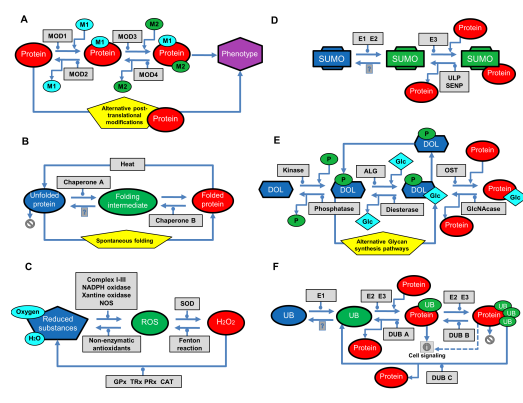 A
M1
M2
MOD1
MOD3
M1
M1
Protein
Protein
Protein
Phenotype
M2
MOD2
MOD4
M1
M2
Alternative post-
translational
modifications
Protein
B
Heat
Chaperone A
Unfolded
protein
Folding
intermediate
Folded
protein
?
Chaperone B
Spontaneous folding
C
Complex I-III
NADPH oxidase
Xantine oxidase
NOS
SOD
Oxygen
Reduced
substances
ROS
H2O2
H2O
Non-enzymatic
antioxidants
Fenton
reaction
GPx TRx PRx CAT
D
Protein
E1 E2
E3
SUMO
SUMO
SUMO
?
ULP
SENP
Protein
Protein
E
P
DOL
P
Glc
Protein
Kinase
ALG
OST
P
P
DOL
DOL
DOL
Glc
Protein
Glc
Phosphatase
Diesterase
GlcNAcase
P
Glc
Protein
Alternative Glycan
synthesis pathways
F
Protein
Protein
E1
E2 E3
E2 E3
UB
UB
UB
UB
UB
UB
Protein
Protein
?
DUB A
DUB B
Cell signaling
Protein
DUB C